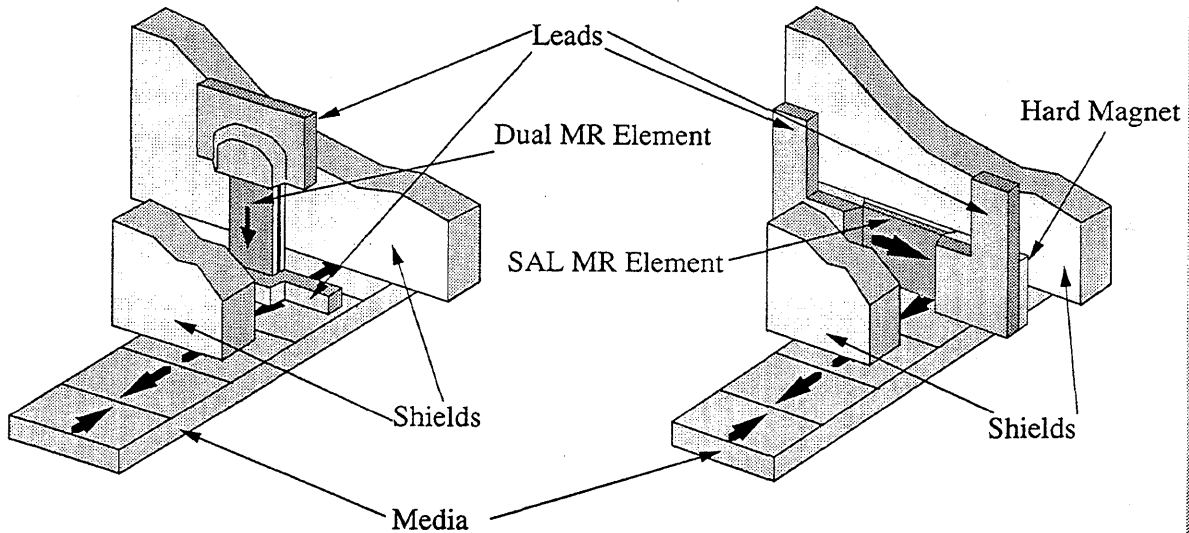 Leads
Hard Magnet
Dual MR Element
SAL MR Element
Shields
Shields
Media